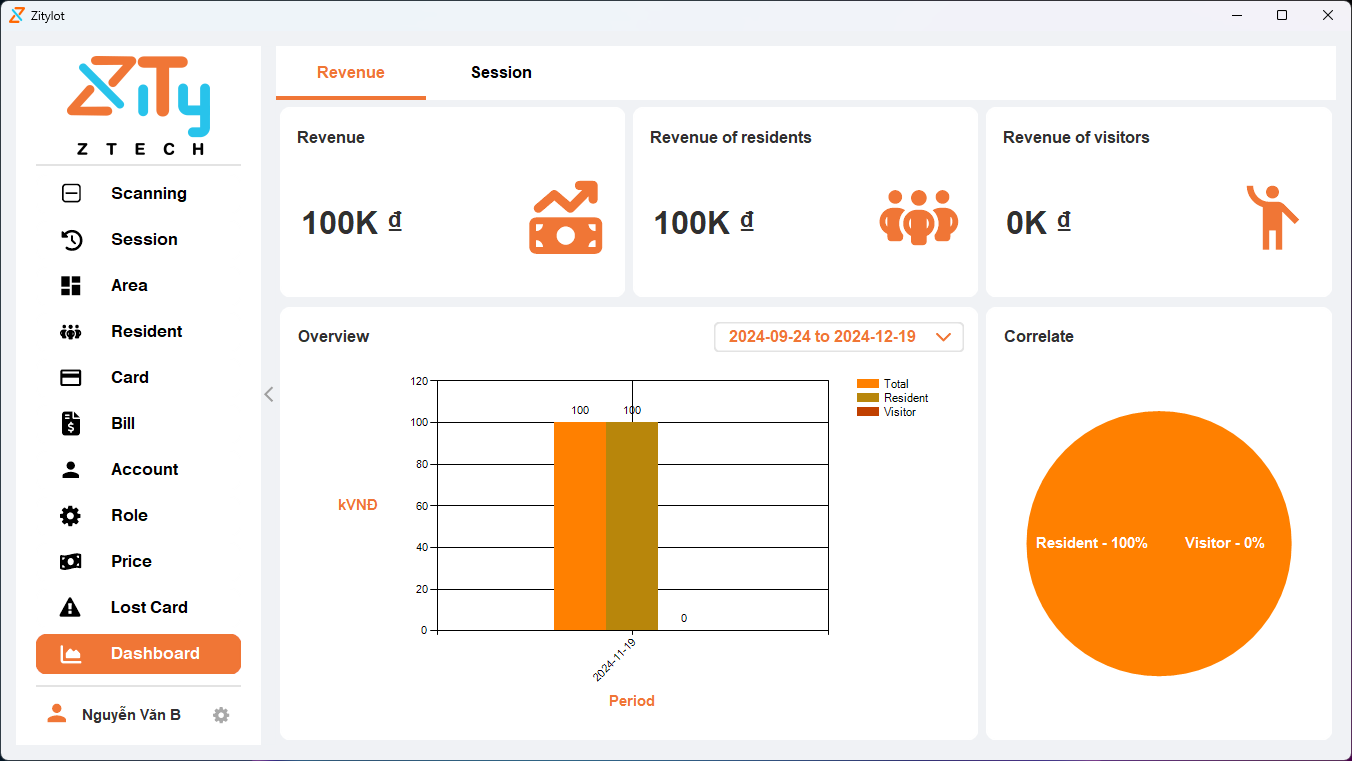 Zitylot
ZiTy
ZTECH
Scanning
Session
Area
Resident
Card
Bill
Account
Role
Price
Lost Card
Dashboard
Nguyễn Văn B
Revenue
Session
Revenue
100K ₫
Revenue of residents
100K ₫
Revenue of visitors
0K ₫
Overview
2024-09-24 to 2024-12-19
Total
Resident
Visitor
120
100
80
60
40
20
0
kVNĐ
100
100
0
2024-11-19
Period
Correlate
Resident - 100%
Visitor - 0%